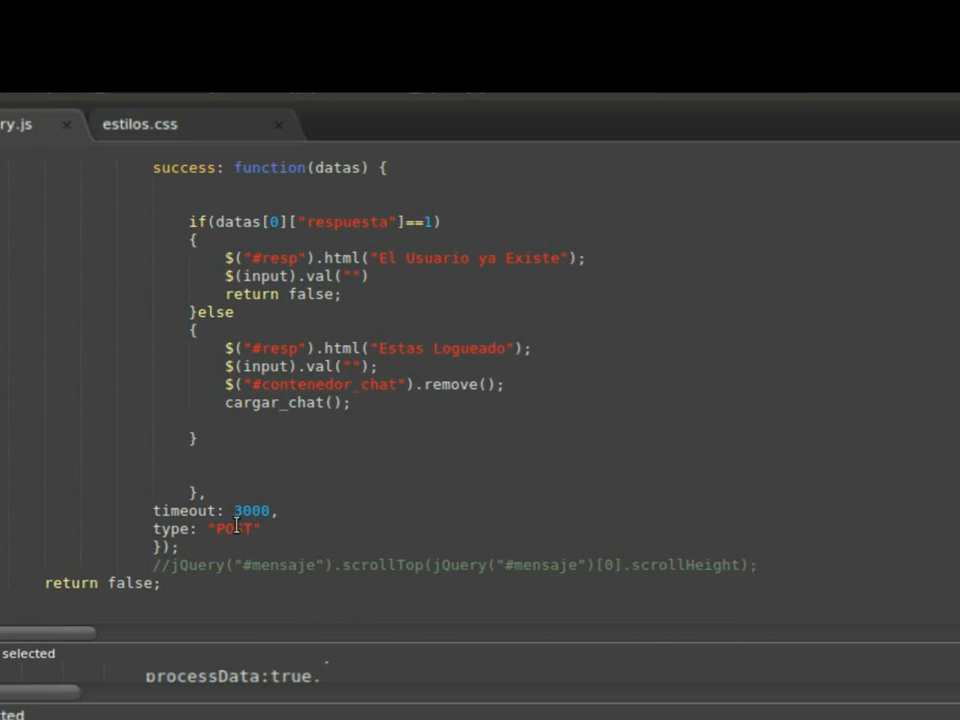 ry.js × estilos.css ×
success: function(datas) {
if(datas[0]["respuesta"]==1)
{
$("#resp").html("El Usuario ya Existe");
$(input).val("")
return false;
}else
{
$("#resp").html("Estas Logueado");
$(input).val("");
$("#contenedor_chat").remove();
cargar_chat();
}
},
timeout: 3000,
type: "POST"
});
//jQuery("#mensaje").scrollTop(jQuery("#mensaje")[0].scrollHeight);
return false;
selected
processData:true,
ted